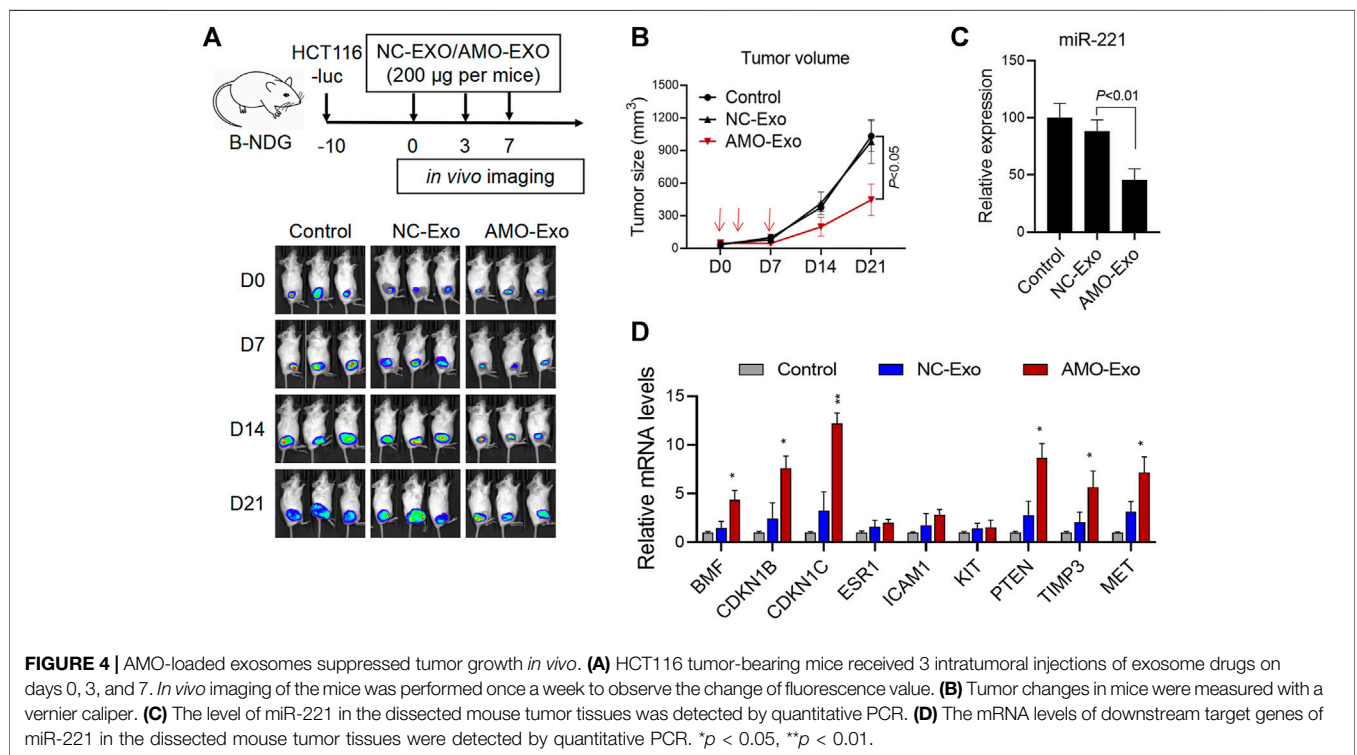 A
HCT116
-luc
NC-EXO/AMO-EXO
(200 µg per mice)
B-NDG
-10
0
3
7
in vivo imaging
Control
NC-Exo
AMO-Exo
D0
D7
D14
D21
B
Tumor volume
Tumor size (mm³)
1200
900
600
300
0
Control
NC-Exo
AMO-Exo
P<0.05
D0
D7
D14
D21
C
miR-221
Relative expression
150
100
50
0
P<0.01
Control
NC-Exo
AMO-Exo
D
Control
NC-Exo
AMO-Exo
Relative mRNA levels
15
10
5
0
*
*
**
*
*
*
BMF
CDKN1B
CDKN1C
ESR1
ICAM1
KIT
PTEN
TIMP3
MET
FIGURE 4 | AMO-loaded exosomes suppressed tumor growth in vivo. (A) HCT116 tumor-bearing mice received 3 intratumoral injections of exosome drugs on
days 0, 3, and 7. In vivo imaging of the mice was performed once a week to observe the change of fluorescence value. (B) Tumor changes in mice were measured with a
vernier caliper. (C) The level of miR-221 in the dissected mouse tumor tissues was detected by quantitative PCR. (D) The mRNA levels of downstream target genes of
miR-221 in the dissected mouse tumor tissues were detected by quantitative PCR. *p < 0.05, **p < 0.01.